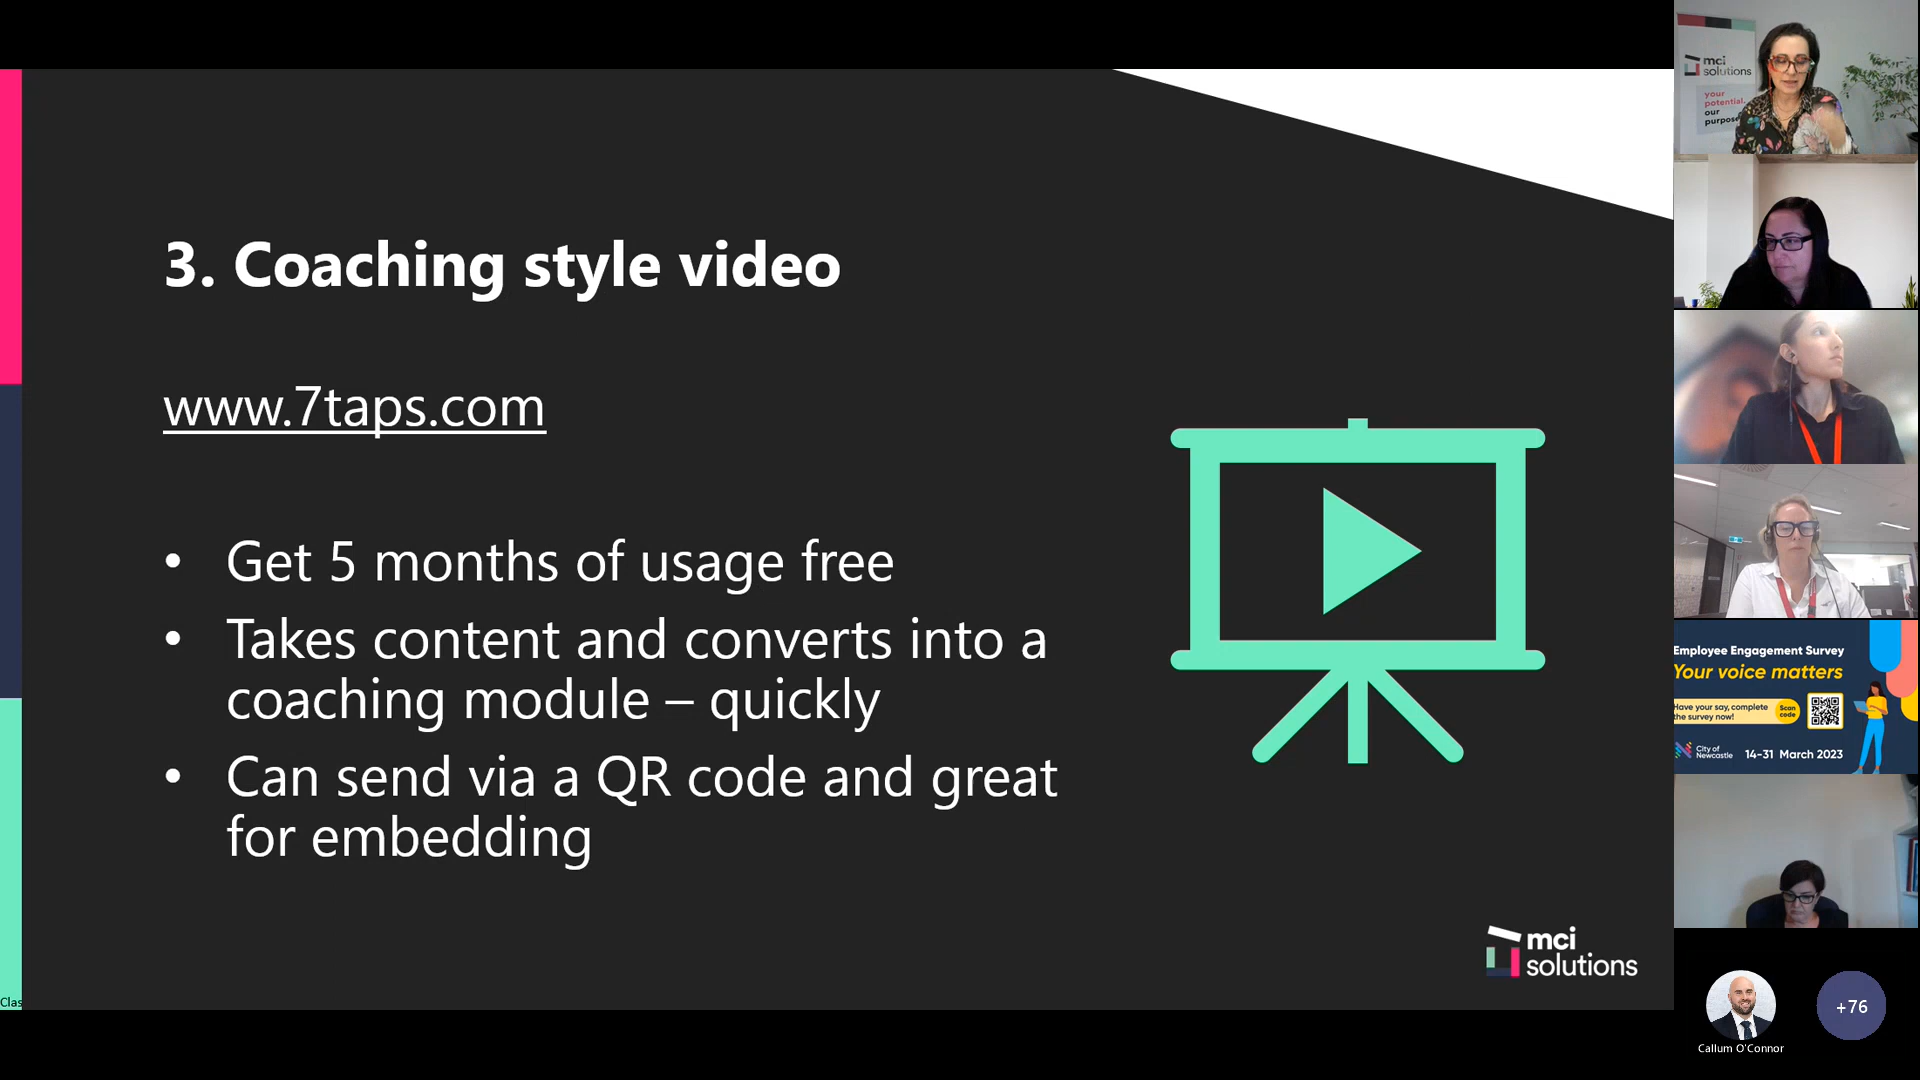 3. Coaching style video
www.7taps.com
• Get 5 months of usage free
• Takes content and converts into a
coaching module – quickly
• Can send via a QR code and great
for embedding
mci
solutions
Clas
mci
solutions
your
potential.
our
purpose
Employee Engagement Survey
Your voice matters
Have your say, complete
the survey now!
Scan
code
City of
Newcastle
14-31 March 2023
Callum O'Connor
+76